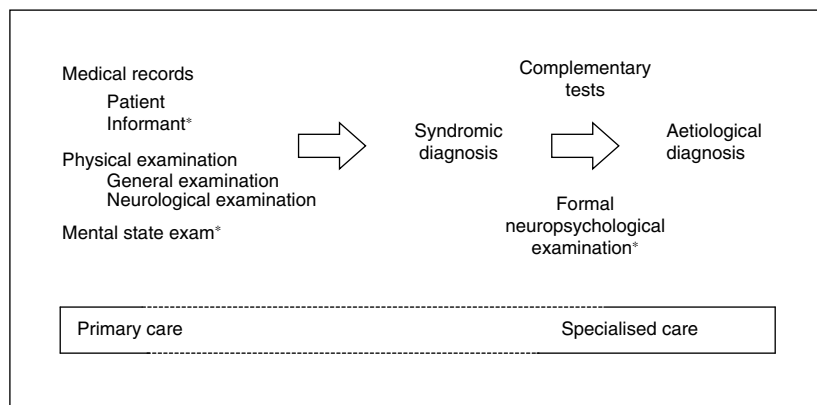 Medical records
Patient
Informant*
Physical examination
General examination
Neurological examination
Mental state exam*
Syndromic
diagnosis
Complementary
tests
Formal
neuropsychological
examination*
Aetiological
diagnosis
Primary care
Specialised care